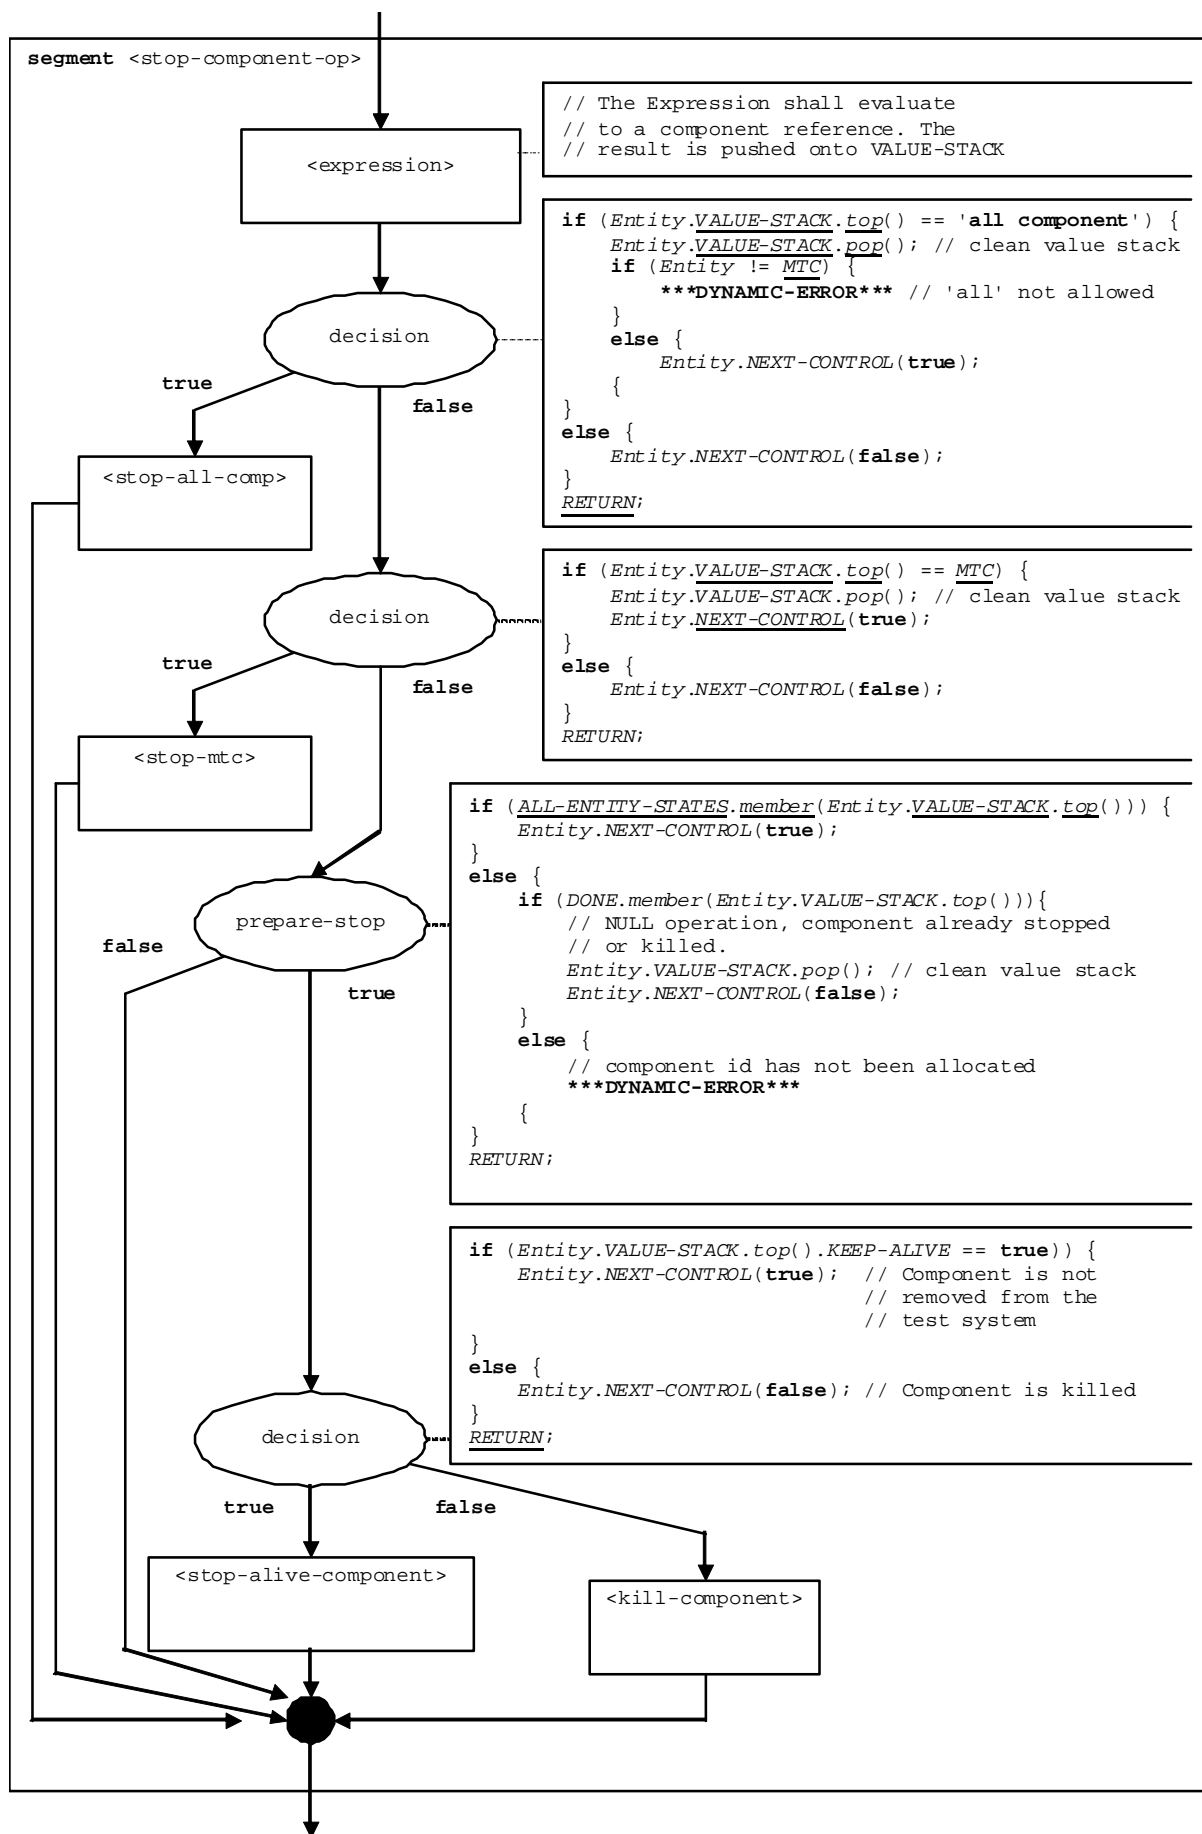 segment <stop-component-op>
// The Expression shall evaluate
// to a component reference. The
// result is pushed onto VALUE-STACK
<expression>
if (Entity.VALUE-STACK.top() == 'all component') {
Entity.VALUE-STACK.pop(); // clean value stack
if (Entity != MTC) {
***DYNAMIC-ERROR*** // 'all' not allowed
}
else {
Entity.NEXT-CONTROL(true);
{
}
else {
Entity.NEXT-CONTROL(false);
}
RETURN;
decision
true
false
<stop-all-comp>
if (Entity.VALUE-STACK.top() == MTC) {
Entity.VALUE-STACK.pop(); // clean value stack
Entity.NEXT-CONTROL(true);
}
else {
Entity.NEXT-CONTROL(false);
}
RETURN;
decision
true
false
<stop-mtc>
if (ALL-ENTITY-STATES.member(Entity.VALUE-STACK.top())) {
Entity.NEXT-CONTROL(true);
}
else {
if (DONE.member(Entity.VALUE-STACK.top())){
// NULL operation, component already stopped
// or killed.
Entity.VALUE-STACK.pop(); // clean value stack
Entity.NEXT-CONTROL(false);
}
else {
// component id has not been allocated
***DYNAMIC-ERROR***
{
}
RETURN;
prepare-stop
false
true
if (Entity.VALUE-STACK.top().KEEP-ALIVE == true)) {
Entity.NEXT-CONTROL(true); // Component is not
// removed from the
// test system
}
else {
Entity.NEXT-CONTROL(false); // Component is killed
}
RETURN;
decision
true
false
<stop-alive-component>
<kill-component>